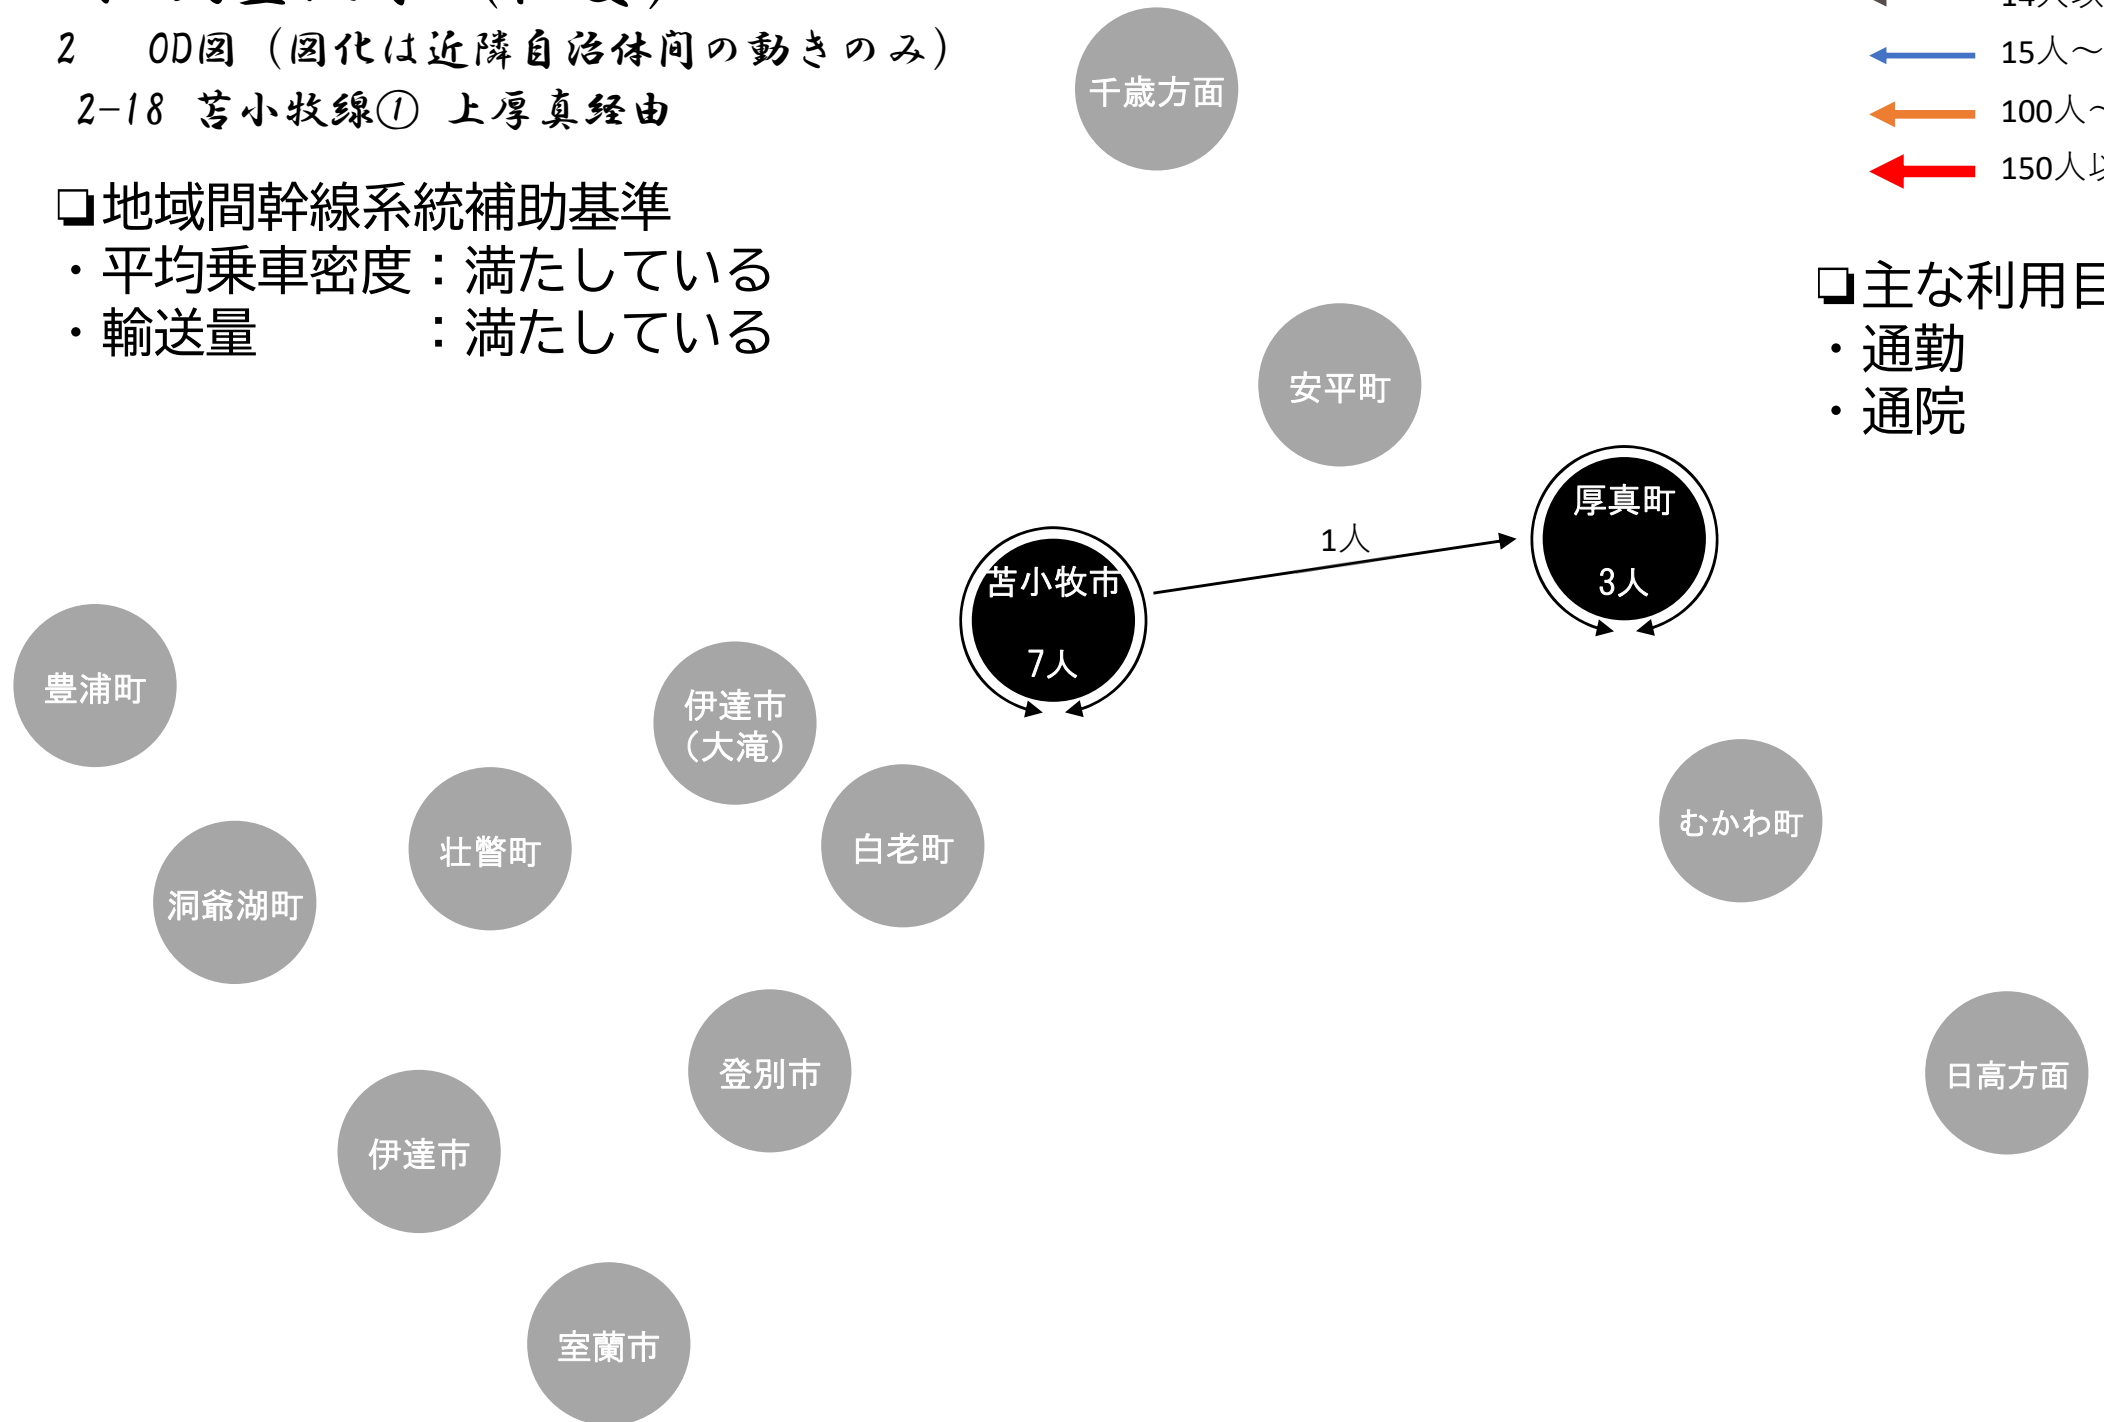 2 OD図（図化は近隣自治体間の動きのみ）
2-18 苫小牧線① 上厚真経由
❏地域間幹線系統補助基準
・平均乗車密度：満たしている
・輸送量　　　：満たしている
15人～
100人～
150人以
❏主な利用目
・通勤
・通院
千歳方面
安平町
厚真町
3人
1人
苫小牧市
7人
豊浦町
伊達市
（大滝）
壮瞥町
白老町
むかわ町
洞爺湖町
登別市
日高方面
伊達市
室蘭市